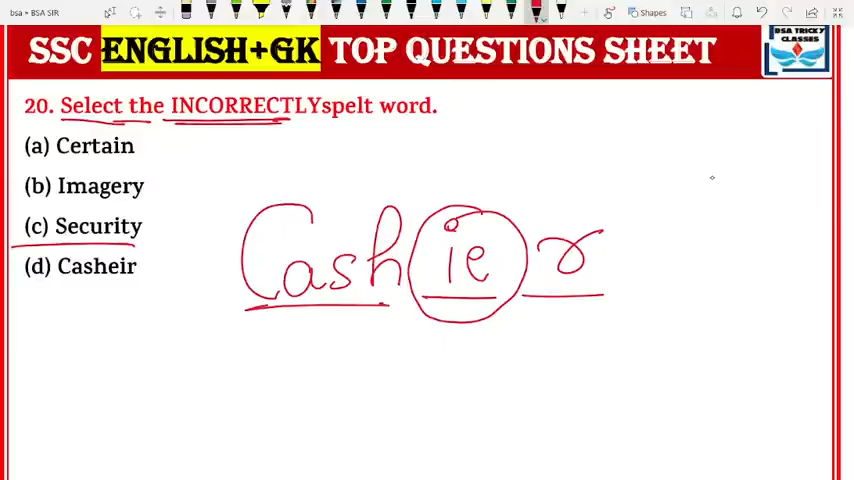 bsa » BSA SIR
Shapes
SSC ENGLISH+GK TOP QUESTIONS SHEET
BSA TRICKY
CLASSES
20. Select the INCORRECTLYspelt word.
(a) Certain
(b) Imagery
(c) Security
(d) Casheir
Cashier